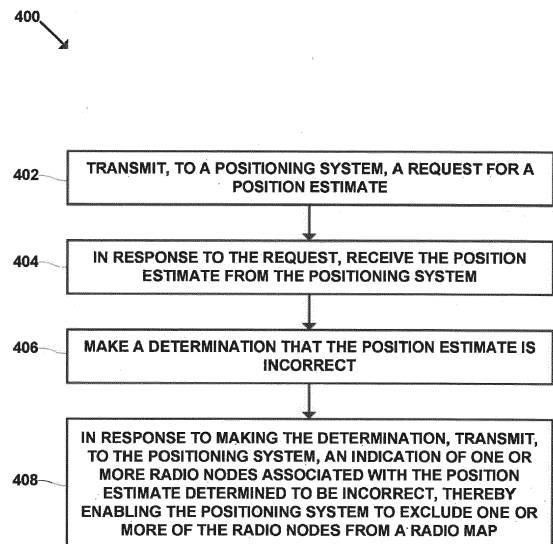 400
402
TRANSMIT, TO A POSITIONING SYSTEM, A REQUEST FOR A
POSITION ESTIMATE
404
IN RESPONSE TO THE REQUEST, RECEIVE THE POSITION
ESTIMATE FROM THE POSITIONING SYSTEM
406
MAKE A DETERMINATION THAT THE POSITION ESTIMATE IS
INCORRECT
408
IN RESPONSE TO MAKING THE DETERMINATION, TRANSMIT,
TO THE POSITIONING SYSTEM, AN INDICATION OF ONE OR
MORE RADIO NODES ASSOCIATED WITH THE POSITION
ESTIMATE DETERMINED TO BE INCORRECT, THEREBY
ENABLING THE POSITIONING SYSTEM TO EXCLUDE ONE OR
MORE OF THE RADIO NODES FROM A RADIO MAP